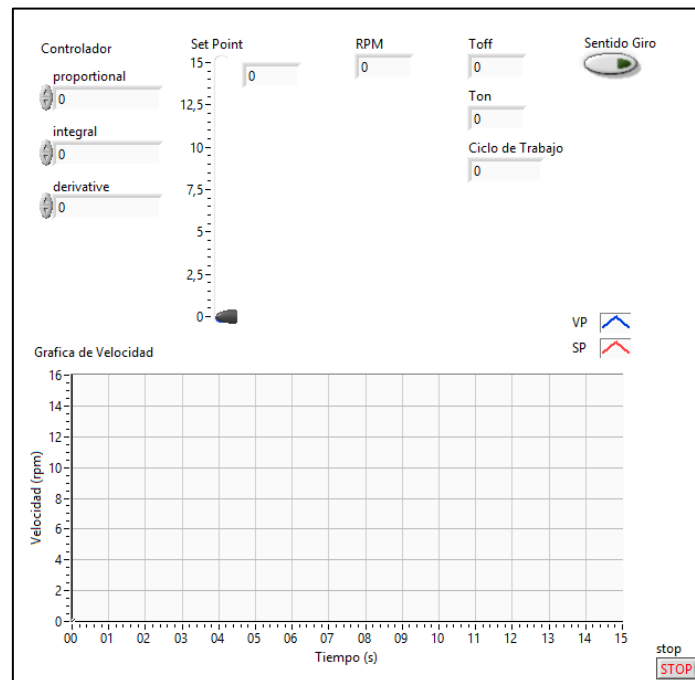 Controlador
proportional
0
integral
0
derivative
0
Set Point
0
15
12,5
10
7,5
5
2,5
0
RPM
0
Toff
0
Ton
0
Ciclo de Trabajo
0
Sentido Giro
VP
SP
Grafica de Velocidad
Velocidad (rpm)
16
14
12
10
8
6
4
2
0
00 01 02 03 04 05 06 07 08 09 10 11 12 13 14 15
Tiempo (s)
stop
STOP